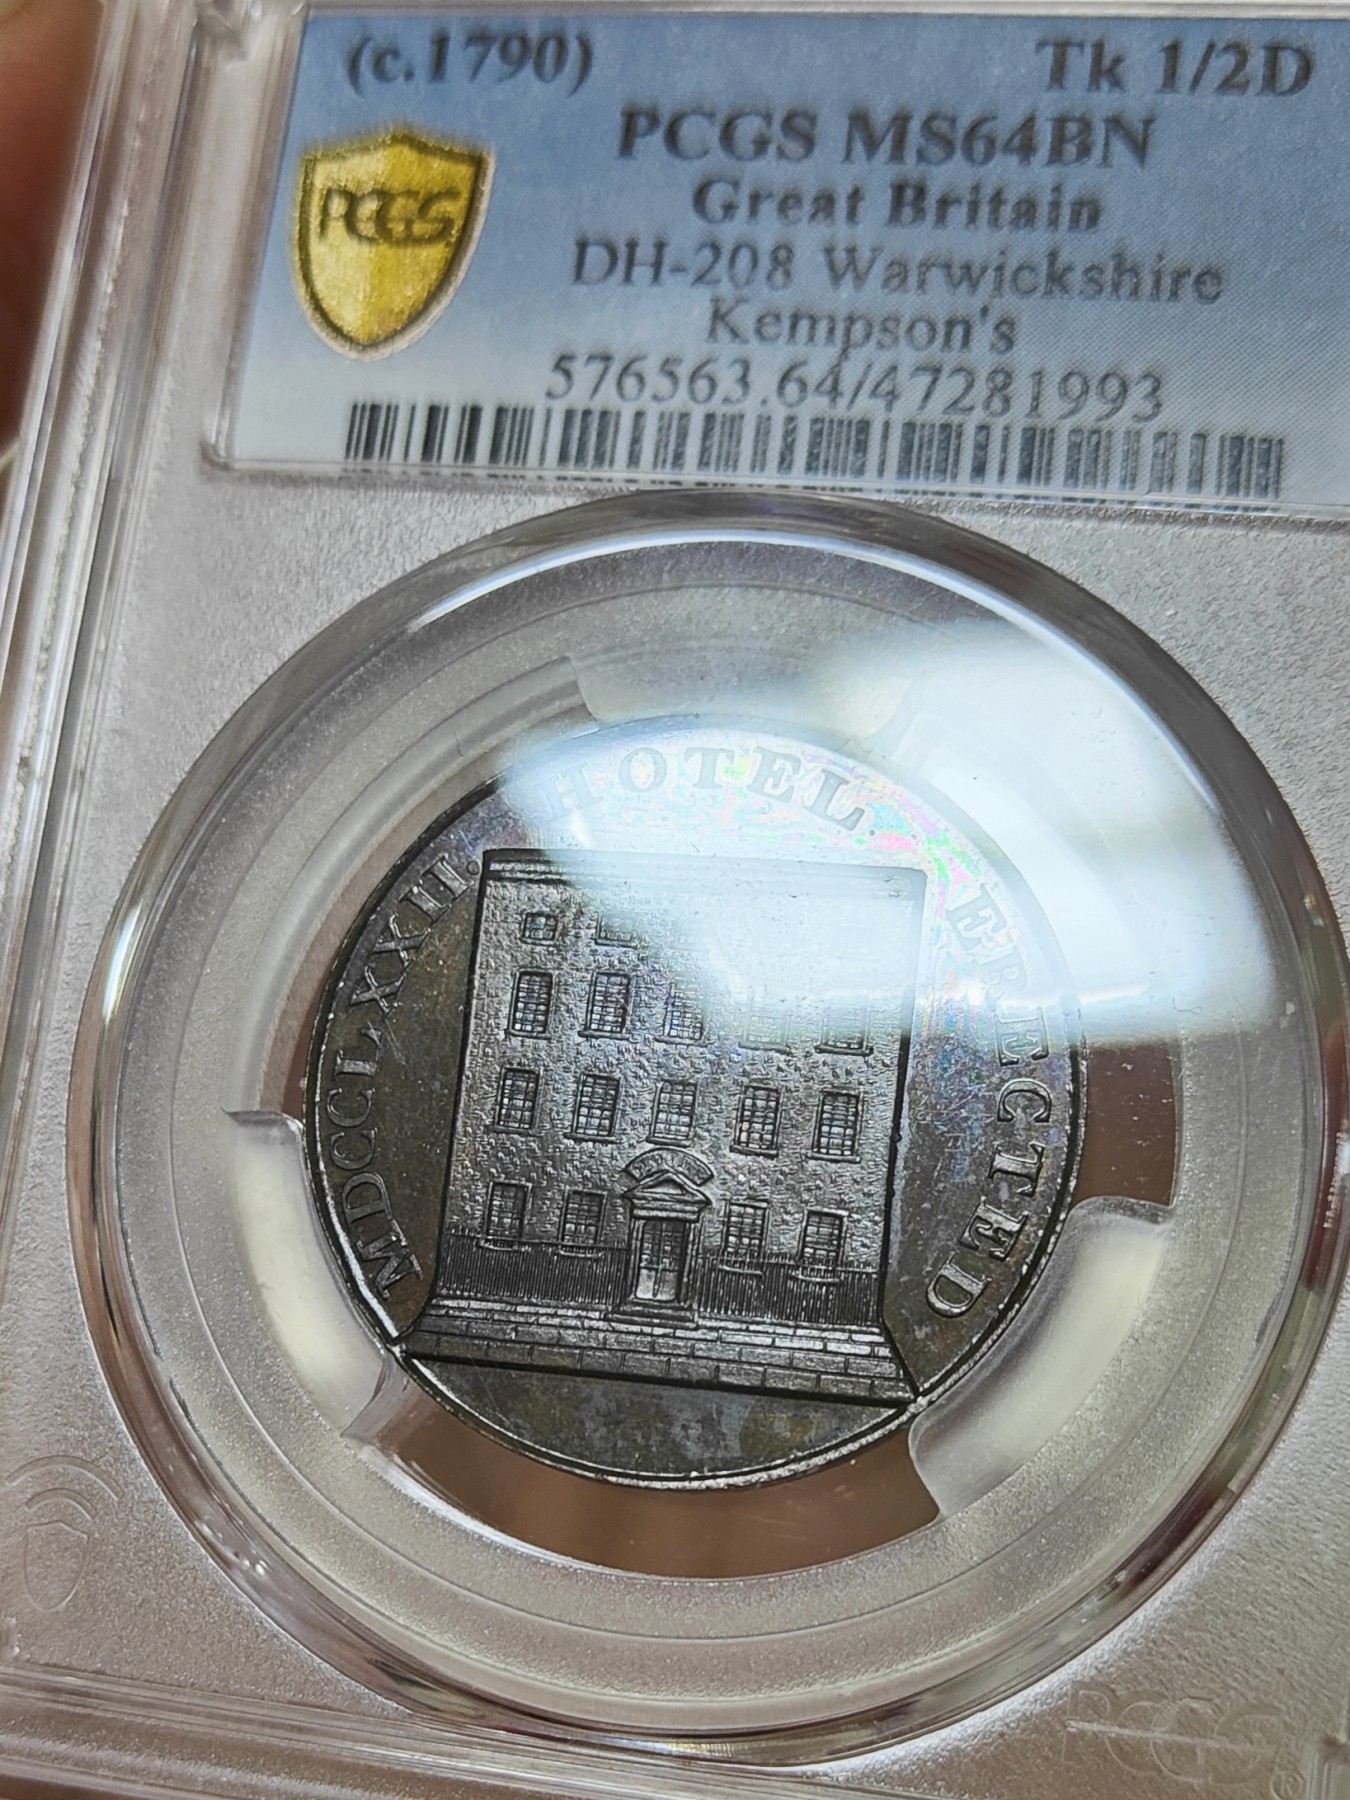 (c.1790) Tk 1/2D
PCGS MS64BN
PCGS
Great Britain
DH-208 Warwickshire
Kempson's
576563.64/47281993
HOTEL. ERECTED
MDCCLXXII.
PCGS